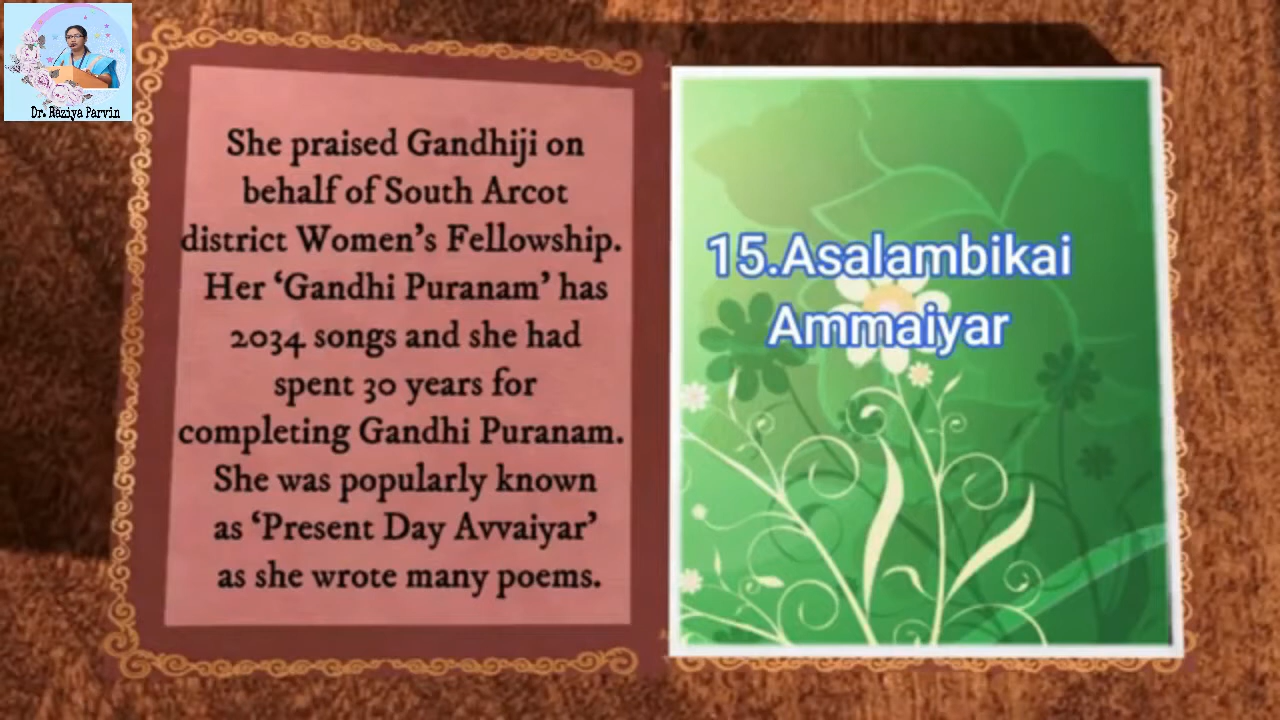 Dr. Raziya Parvin
She praised Gandhiji on
behalf of South Arcot
district Women's Fellowship.
Her ‘Gandhi Puranam’ has
2034 songs and she had
spent 30 years for
completing Gandhi Puranam.
She was popularly known
as ‘Present Day Avvaiyar’
as she wrote many poems.
15.Asalambikai
Ammaiyar